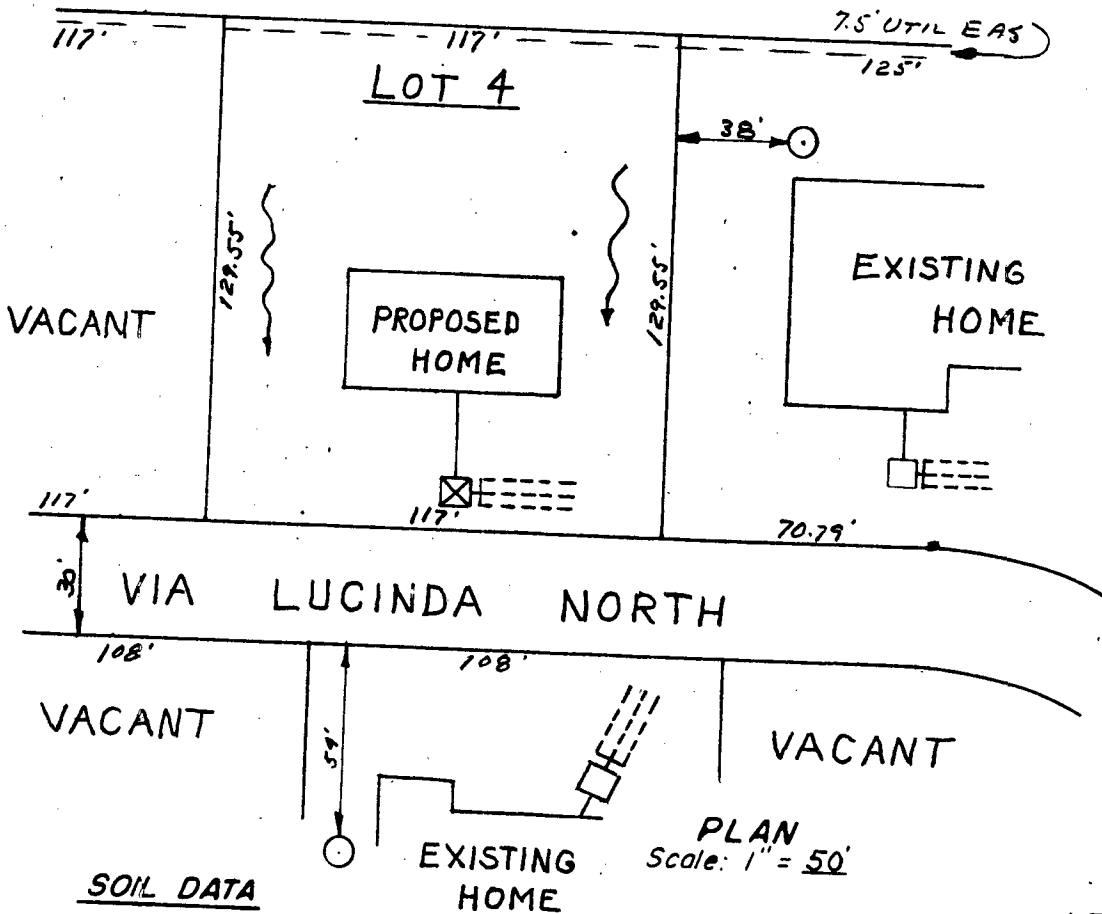 7.5' UTIL EAS
117'
117'
125'
LOT 4
38'
129.55'
129.55'
EXISTING
HOME
VACANT
PROPOSED
HOME
117'
117'
70.79'
30'
VIA LUCINDA NORTH
108'
108'
VACANT
54'
VACANT
PLAN
Scale: 1" = 50'
EXISTING
HOME
SOIL DATA